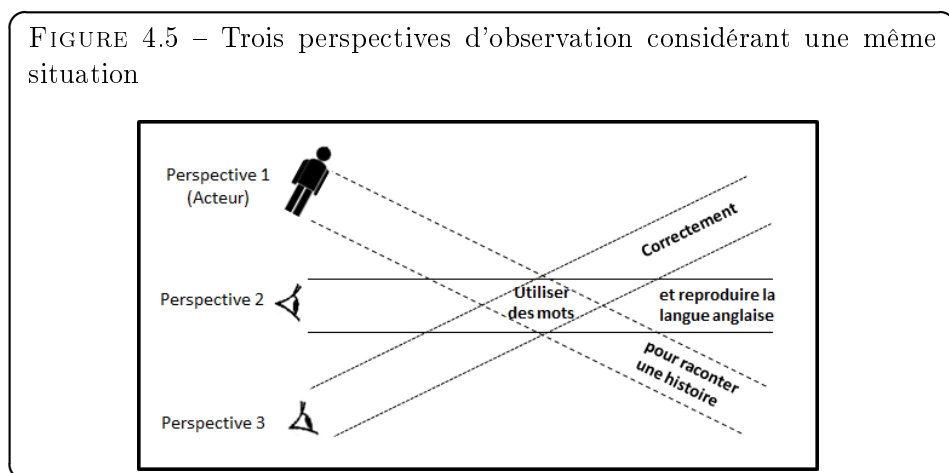 FIGURE 4.5 – Trois perspectives d'observation considérant une même
situation
Perspective 1
(Acteur)
Correctement
Perspective 2
Utiliser
des mots
et reproduire la
langue anglaise
pour raconter
une histoire
Perspective 3